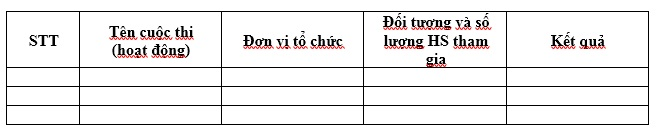 STT
Tên cuộc thi
(hoạt động)
Đơn vị tổ chức
Đối tượng và số
lượng HS tham
gia
Kết quả